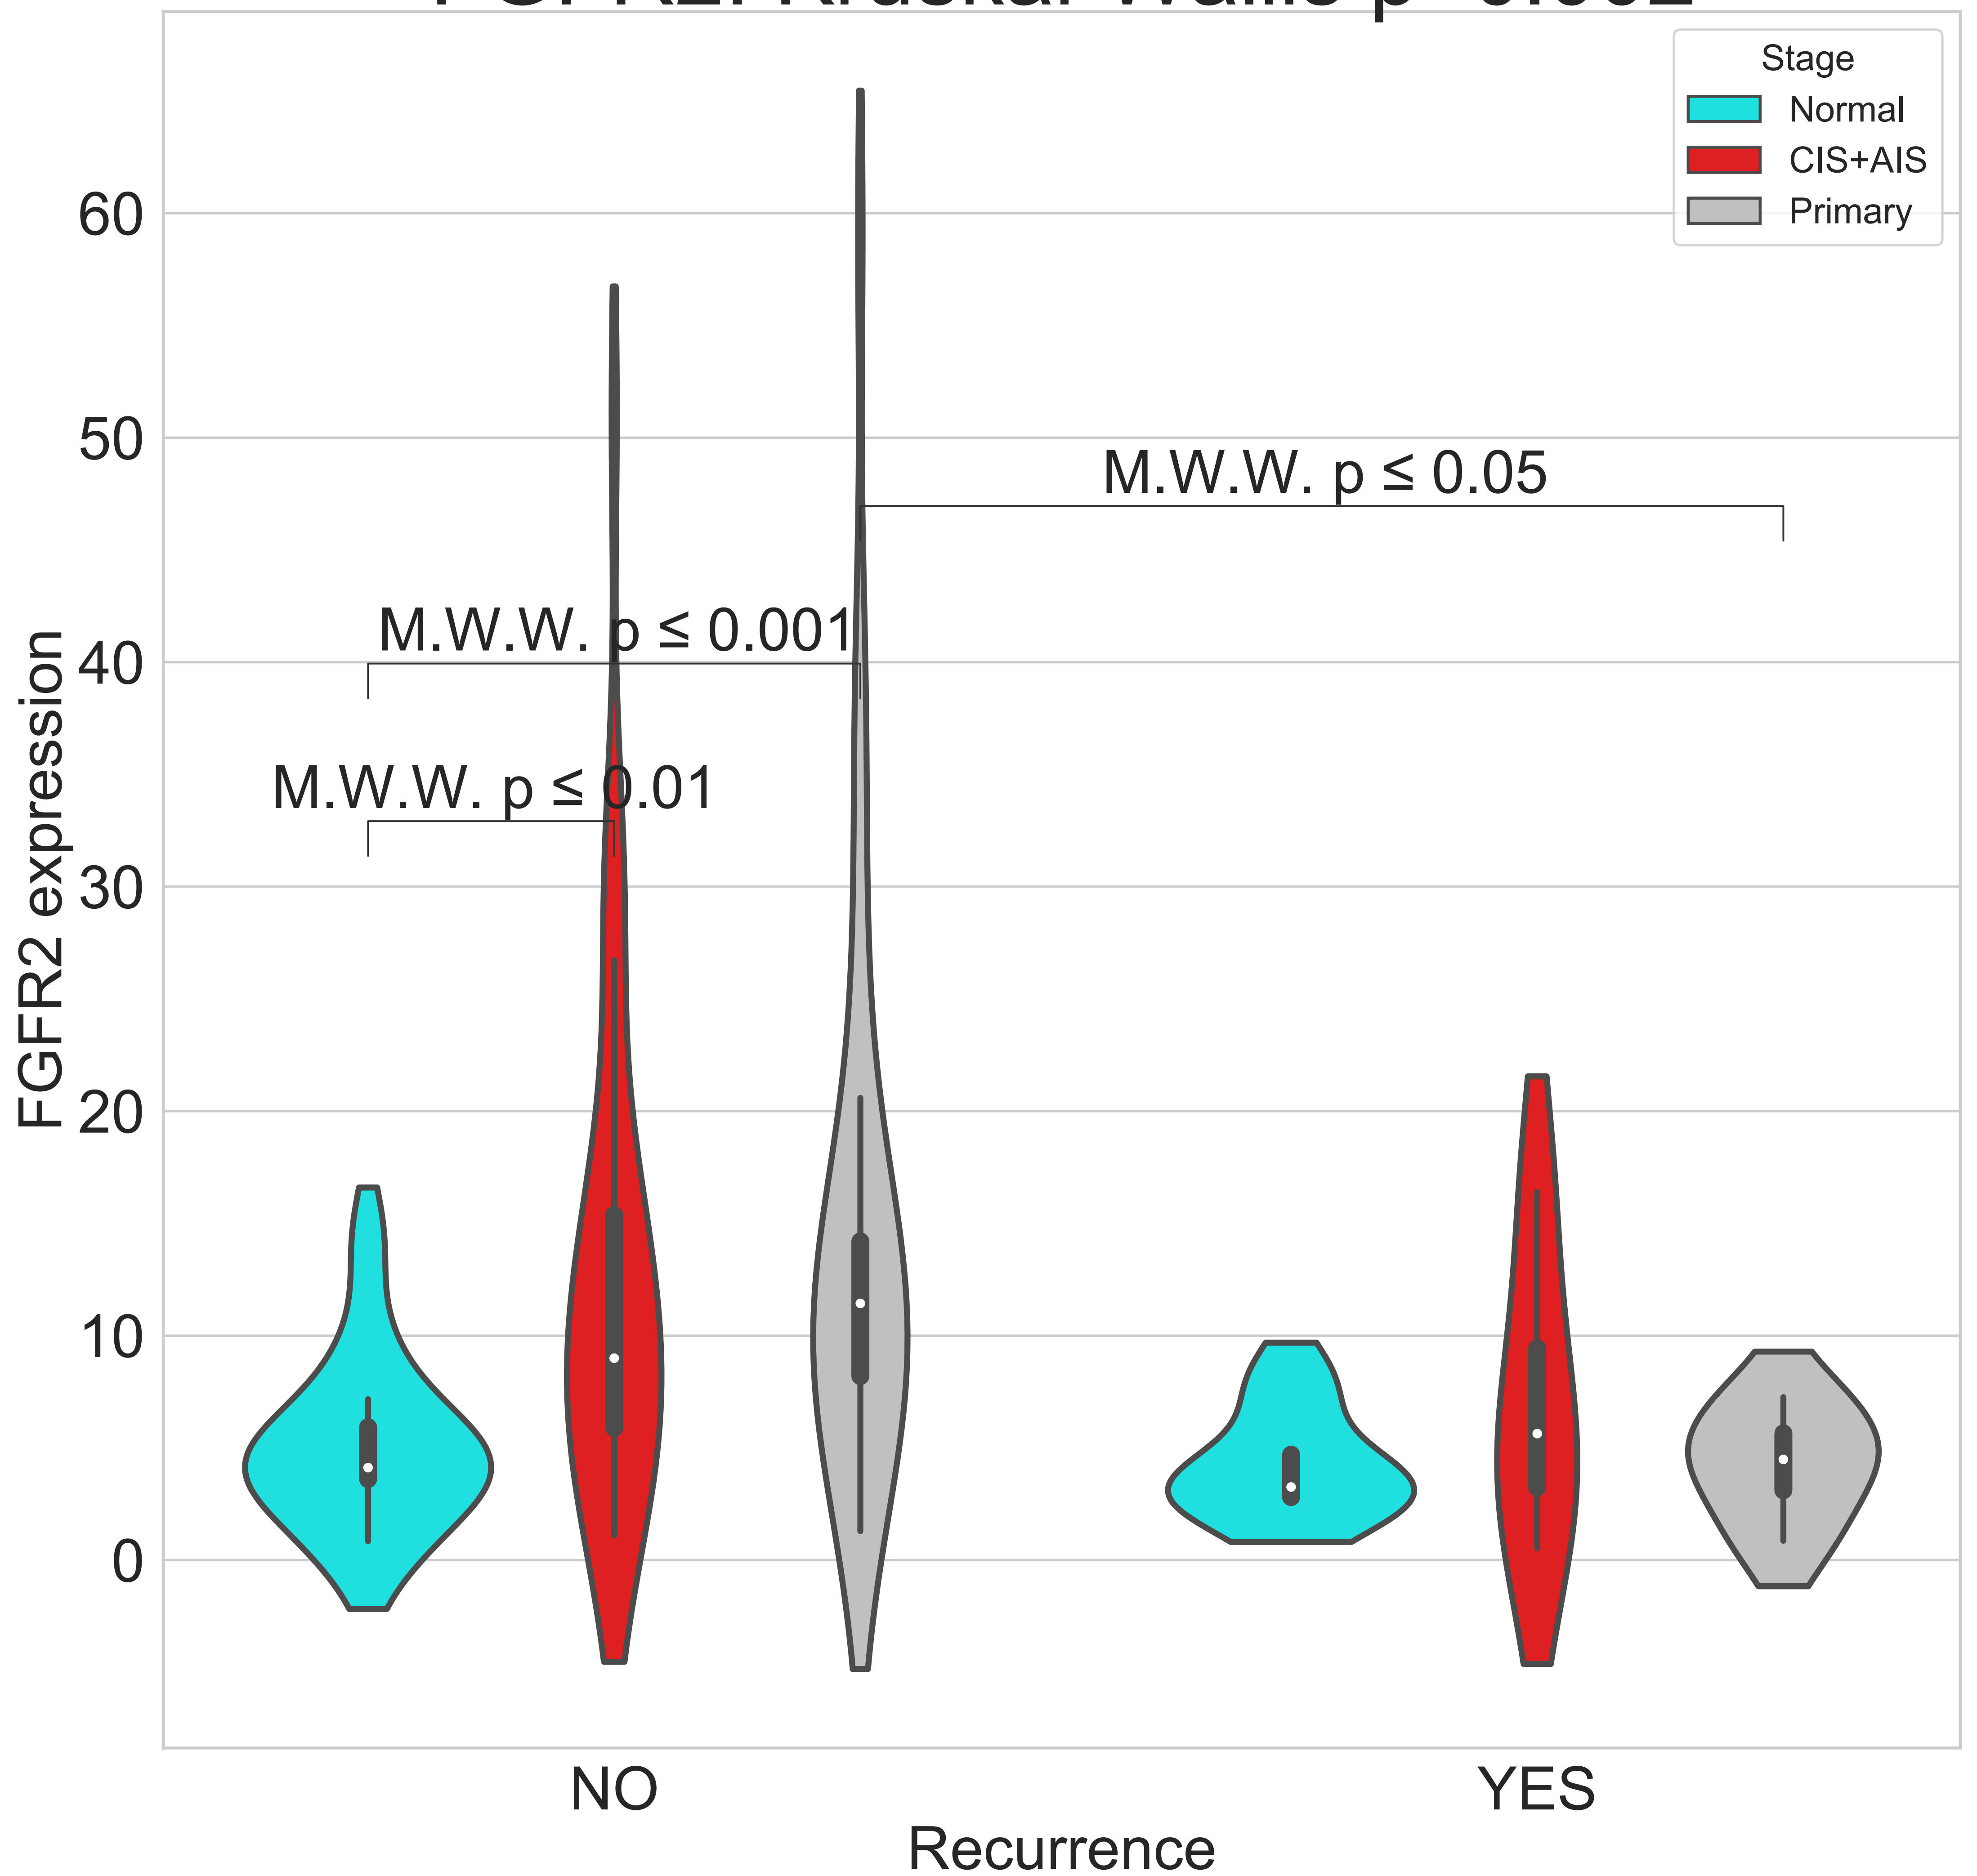 Stage
Normal
CIS+AIS
Primary
60
50
40
30
20
10
0
FGFR2 expression
M.W.W. p ≤ 0.05
M.W.W. p ≤ 0.001
M.W.W. p ≤ 0.01
NO
YES
Recurrence